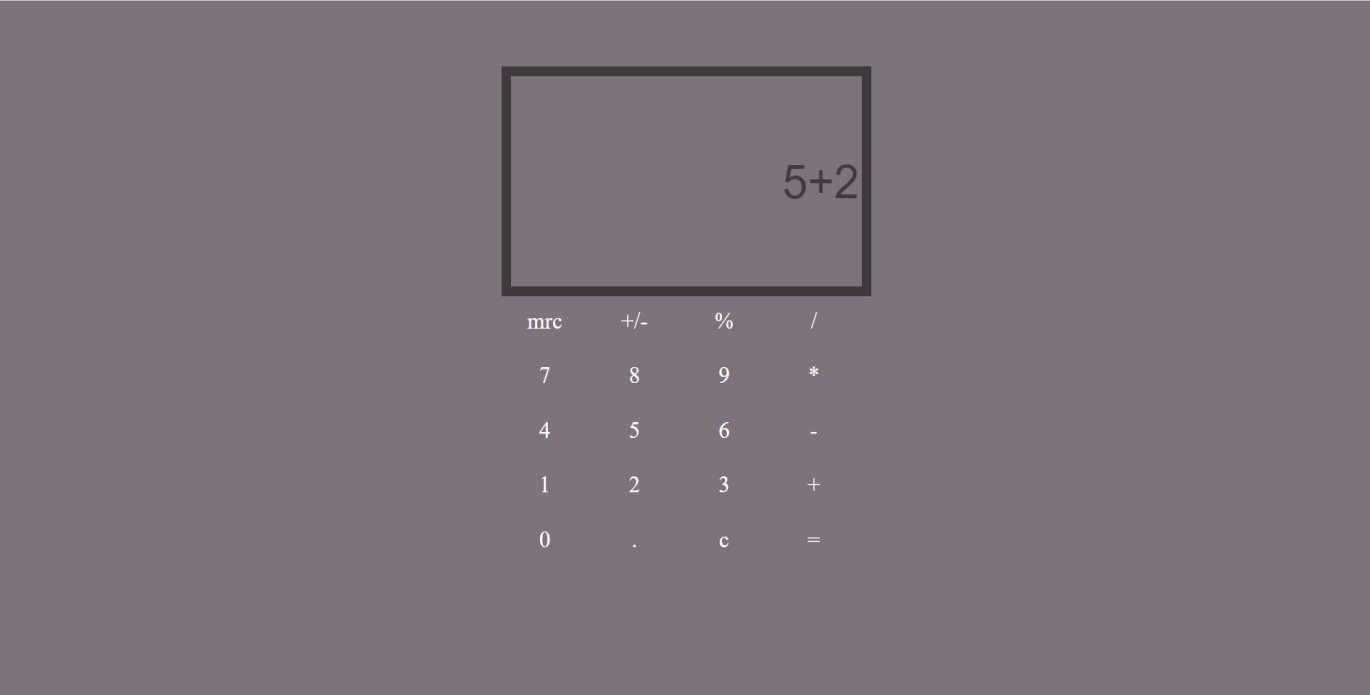 5+2
mrc +/- % /
7 8 9 *
4 5 6 -
1 2 3 +
0 . c =